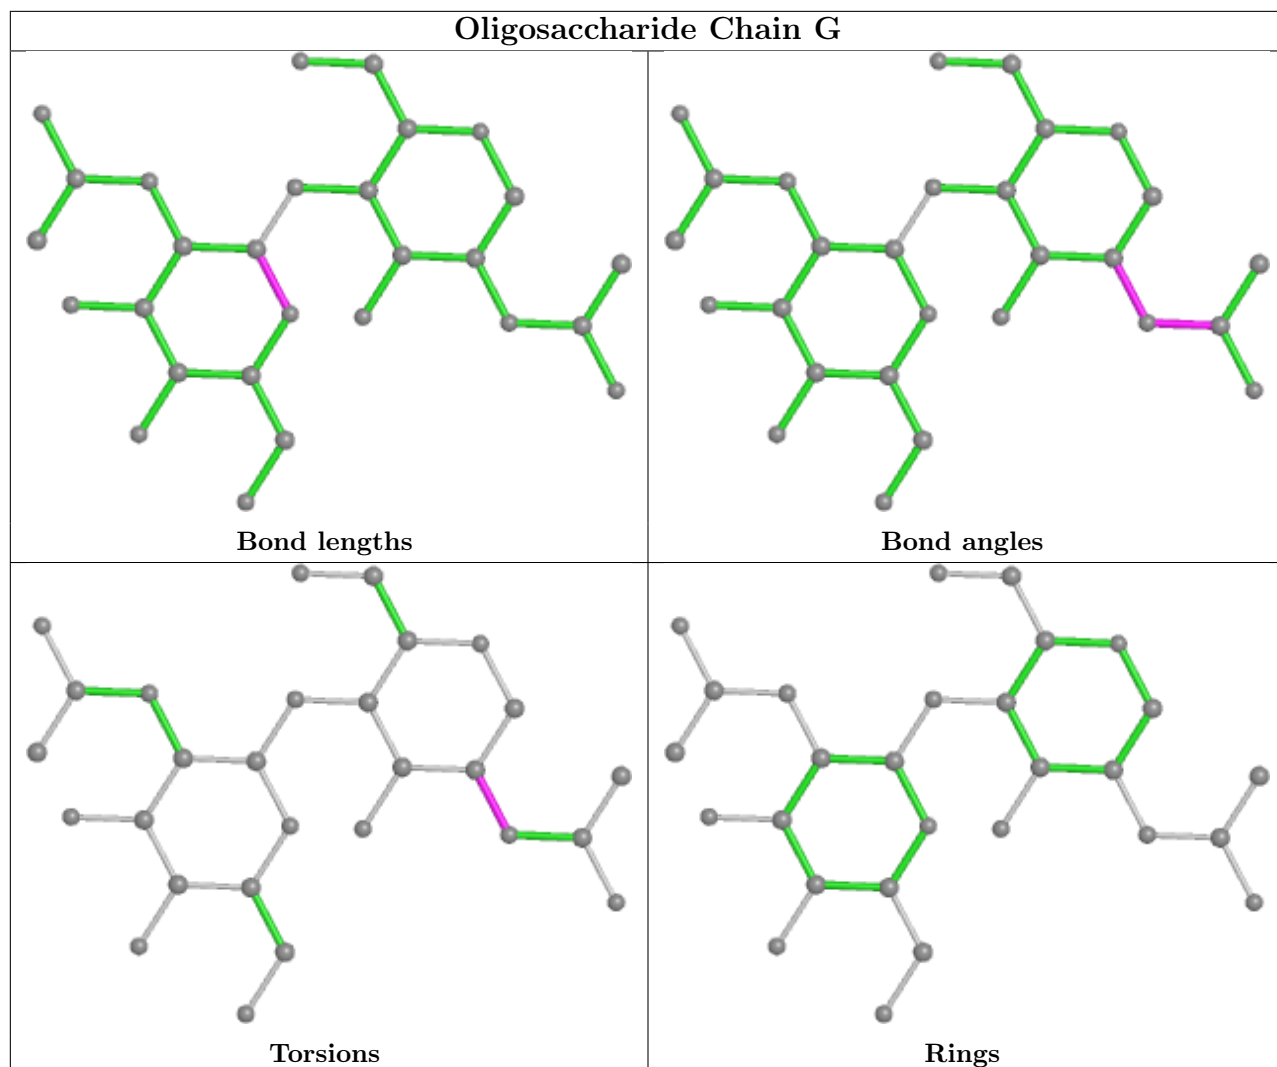 Oligosaccharide Chain G
Bond lengths
Bond angles
Torsions
Rings